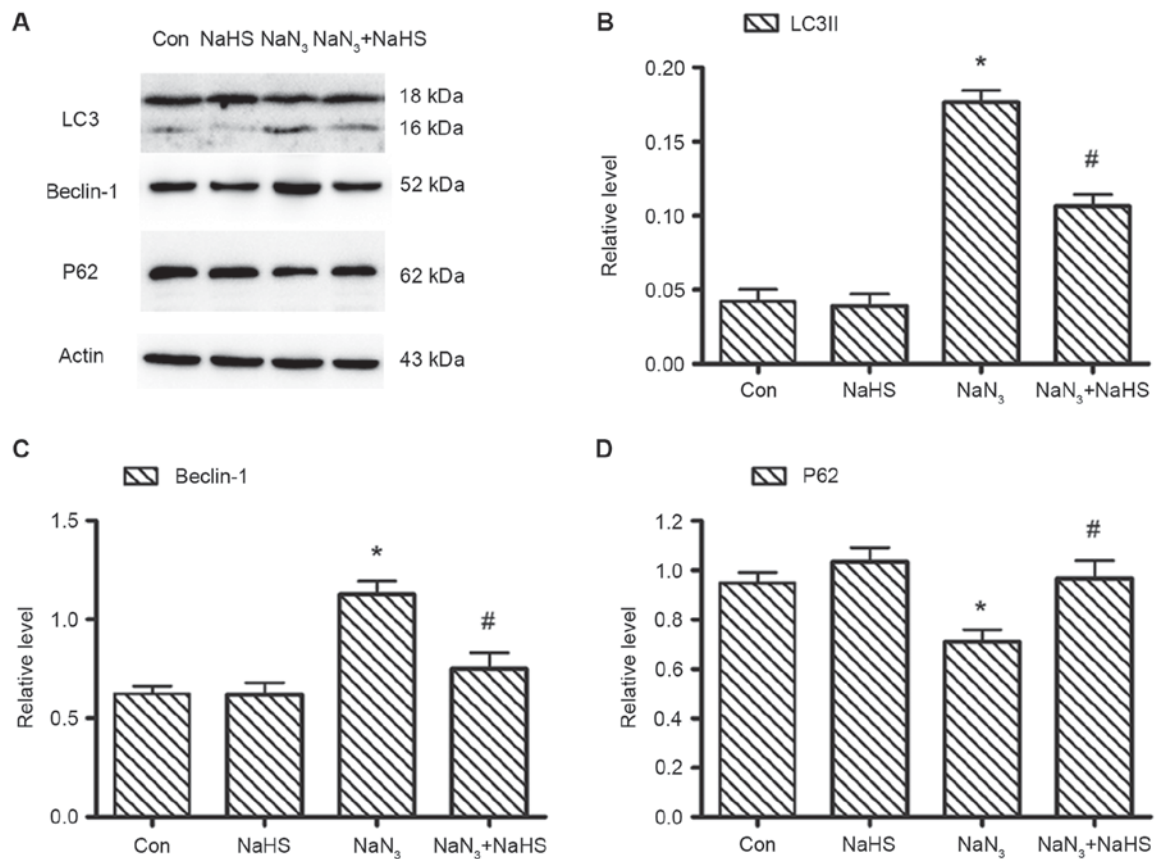 A
Con NaHS NaN₃ NaN₃+NaHS
LC3
18 kDa
16 kDa
Beclin-1
52 kDa
P62
62 kDa
Actin
43 kDa
B
LC3II
Relative level
0.20
0.15
0.10
0.05
0.00
*
#
Con NaHS NaN₃ NaN₃+NaHS
C
Beclin-1
Relative level
1.5
1.0
0.5
0.0
*
#
Con NaHS NaN₃ NaN₃+NaHS
D
P62
Relative level
1.2
1.0
0.8
0.6
0.4
0.2
0.0
*
#
Con NaHS NaN₃ NaN₃+NaHS